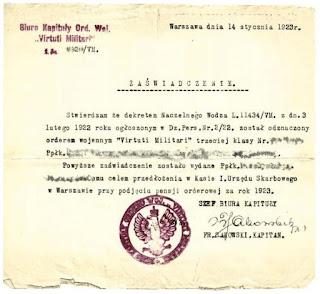 Biuro Kapituły Ord. Woj.
„Virtuti Militari"
Warszawa dnia 14 stycznia 1923r.
ZAŚWIADCZENIE.
Stwierdzam że dekretem Naczelnego Wodza L.11434/V.M. z dn.3
lutego 1922 roku ogłoszonym w Dz.Pers.Nr.2/22, został odznaczony
orderem wojennym "Virtuti Militari" trzeciej klasy Nr.
Ppłk.
Powyższe zaświadczenie zostało wydane Ppłk.
celem przedłożenia w Kasie I.Urzędu Skarbowego
w Warszawie przy podjęciu pensji orderowej za rok 1923.
SZEF BIURA KAPITUŁY
KAPITAN.